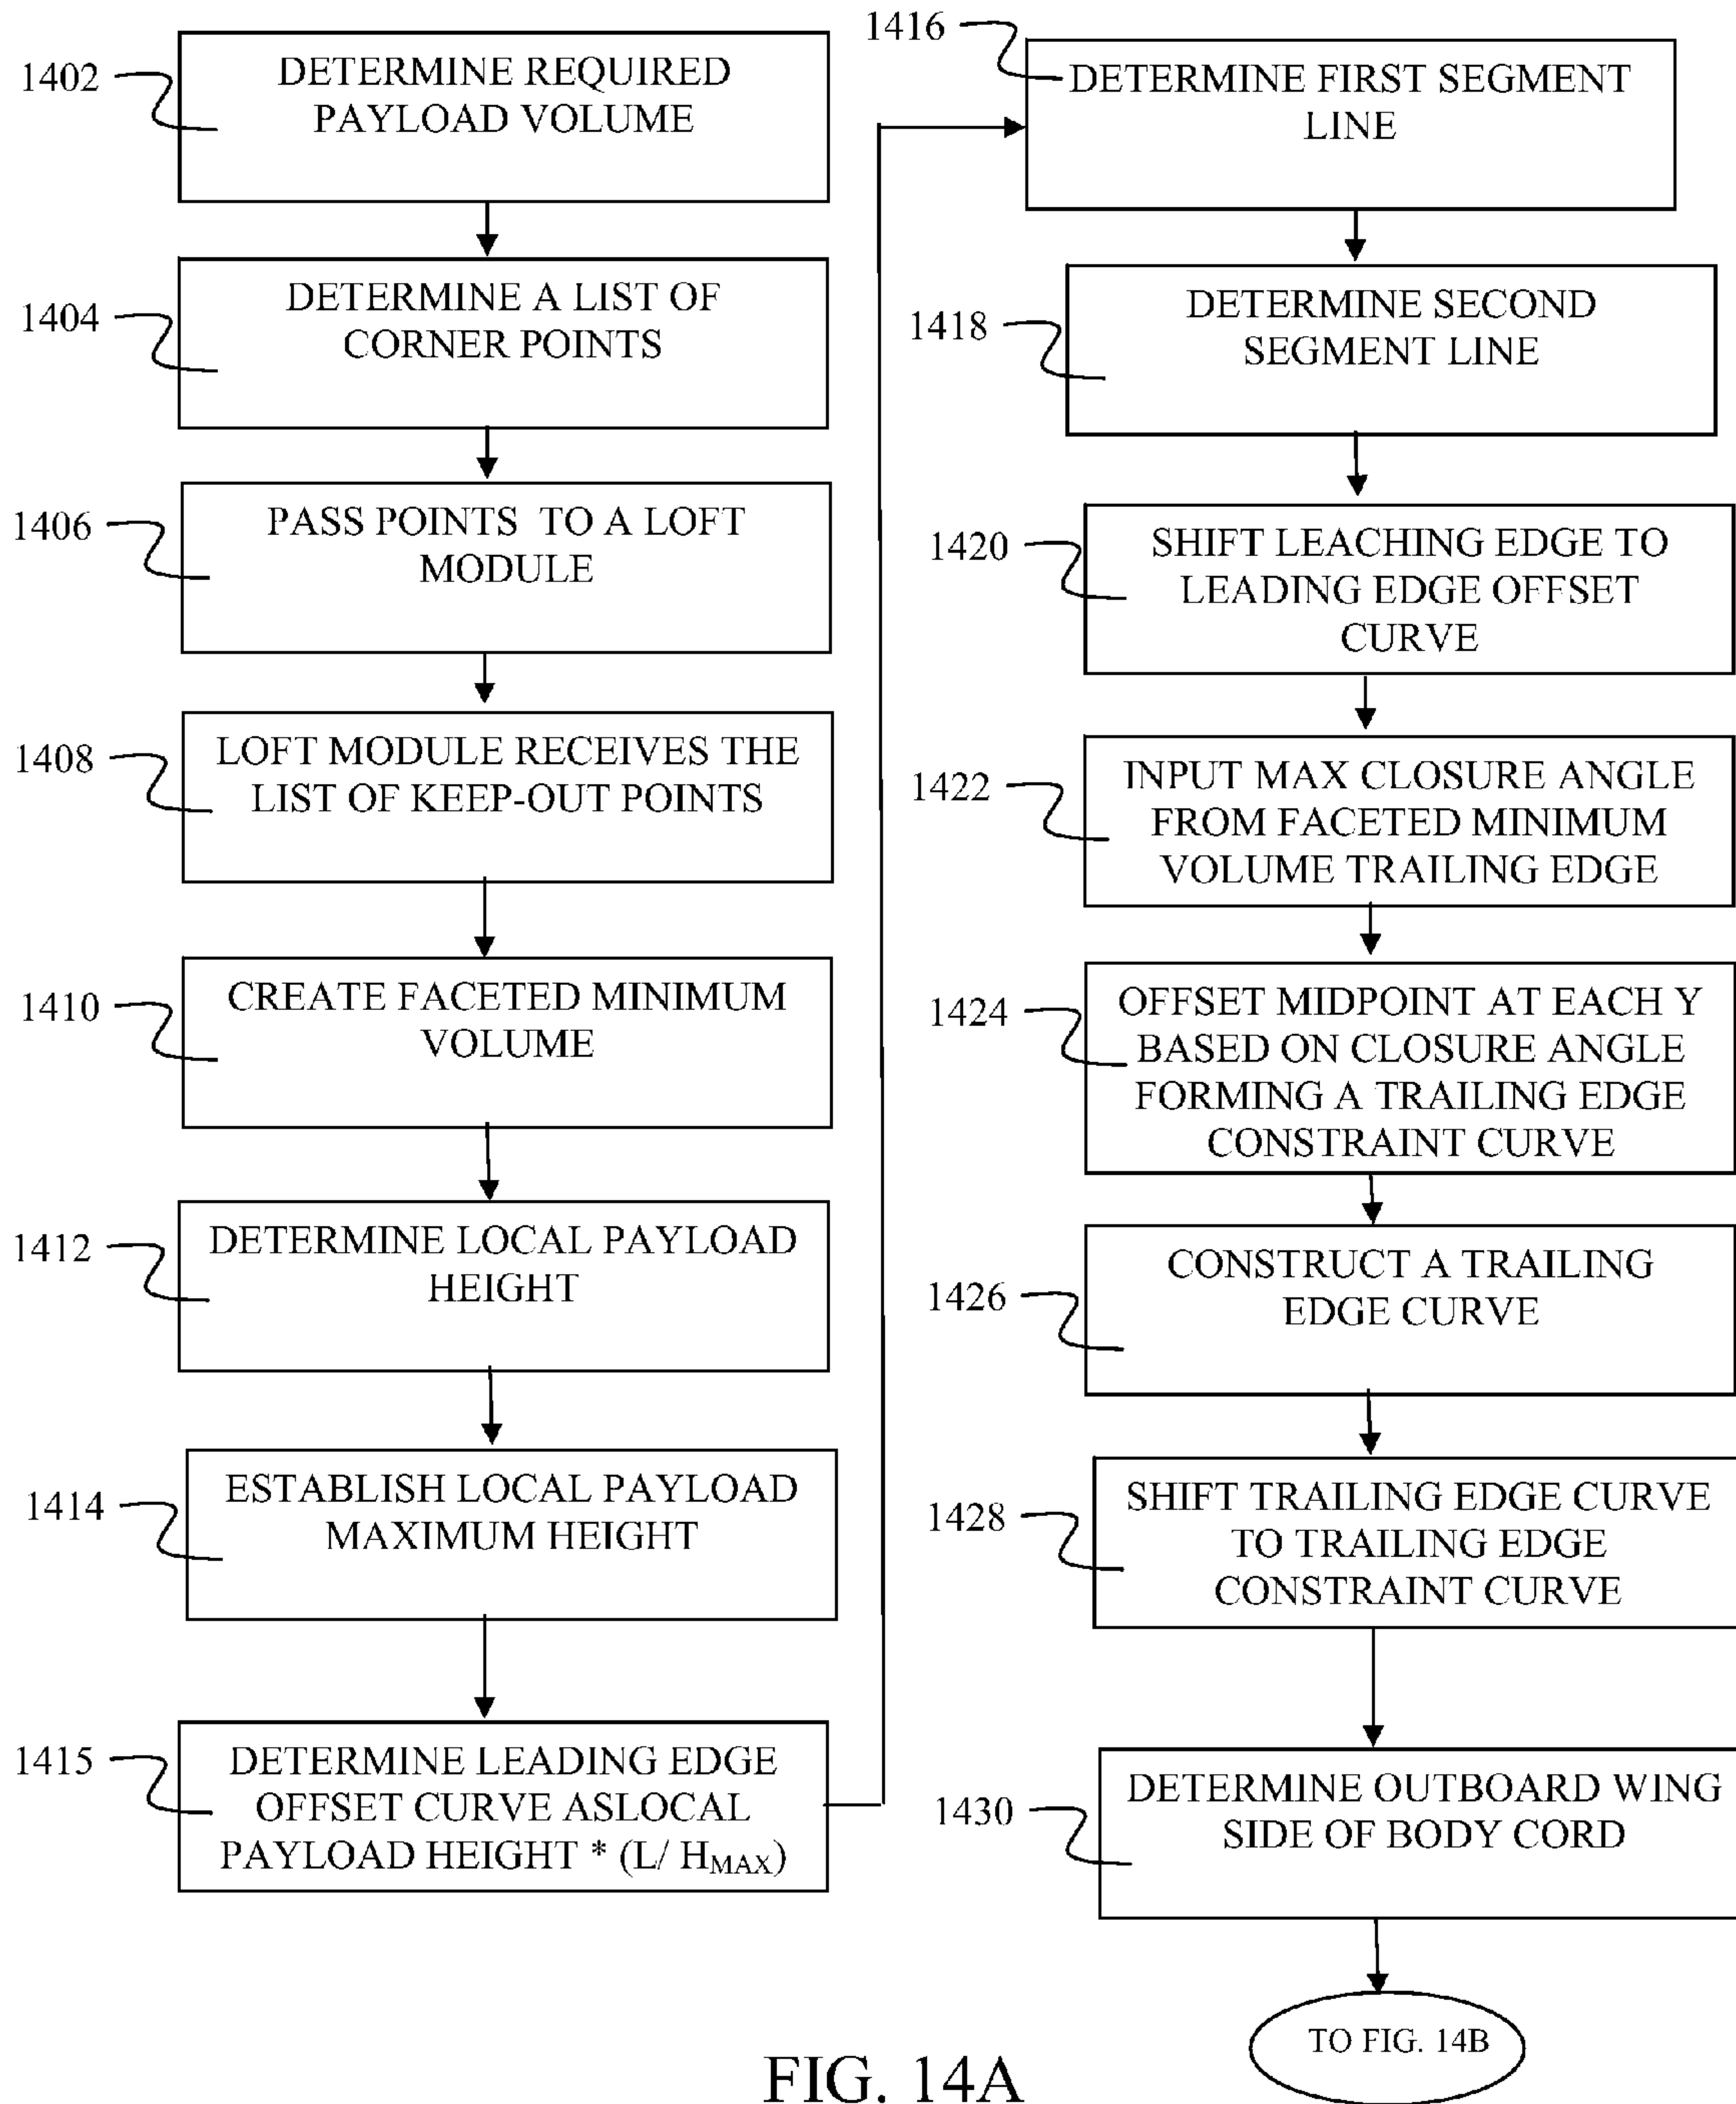 1402
DETERMINE REQUIRED
PAYLOAD VOLUME
1404
DETERMINE A LIST OF
CORNER POINTS
1406
PASS POINTS TO A LOFT
MODULE
1408
LOFT MODULE RECEIVES THE
LIST OF KEEP-OUT POINTS
1410
CREATE FACETED MINIMUM
VOLUME
1412
DETERMINE LOCAL PAYLOAD
HEIGHT
1414
ESTABLISH LOCAL PAYLOAD
MAXIMUM HEIGHT
1415
DETERMINE LEADING EDGE
OFFSET CURVE ASLOCAL
PAYLOAD HEIGHT * (L/ HMAX)
1416
DETERMINE FIRST SEGMENT
LINE
1418
DETERMINE SECOND
SEGMENT LINE
1420
SHIFT LEACHING EDGE TO
LEADING EDGE OFFSET
CURVE
1422
INPUT MAX CLOSURE ANGLE
FROM FACETED MINIMUM
VOLUME TRAILING EDGE
1424
OFFSET MIDPOINT AT EACH Y
BASED ON CLOSURE ANGLE
FORMING A TRAILING EDGE
CONSTRAINT CURVE
1426
CONSTRUCT A TRAILING
EDGE CURVE
1428
SHIFT TRAILING EDGE CURVE
TO TRAILING EDGE
CONSTRAINT CURVE
1430
DETERMINE OUTBOARD WING
SIDE OF BODY CORD
TO FIG. 14B
FIG. 14A